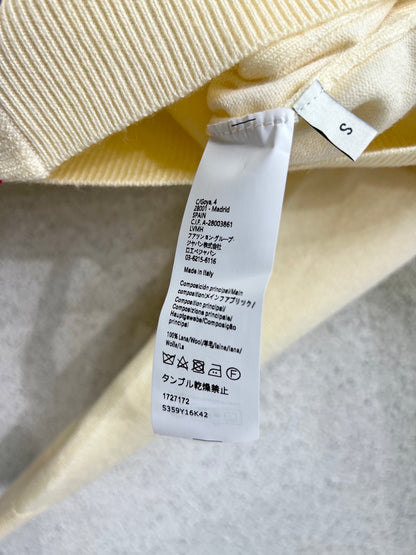 S
C/Goya, 4
28001 - Madrid
SPAIN
C.I.F. A-28003861
LVMH
ファッション・グループ・
ジャパン株式会社
ロエベジャパン
03-6215-6116
Made in Italy
Composición principal/Main
composition/メインファブリック/
Composition principal/
Composizione principale/
Hauptgewebe/Composição
principal
100% Lana/Wool/羊毛/laine/lana/
Wolle/Lã
タンブル乾燥禁止
1727172
S359Y16K42